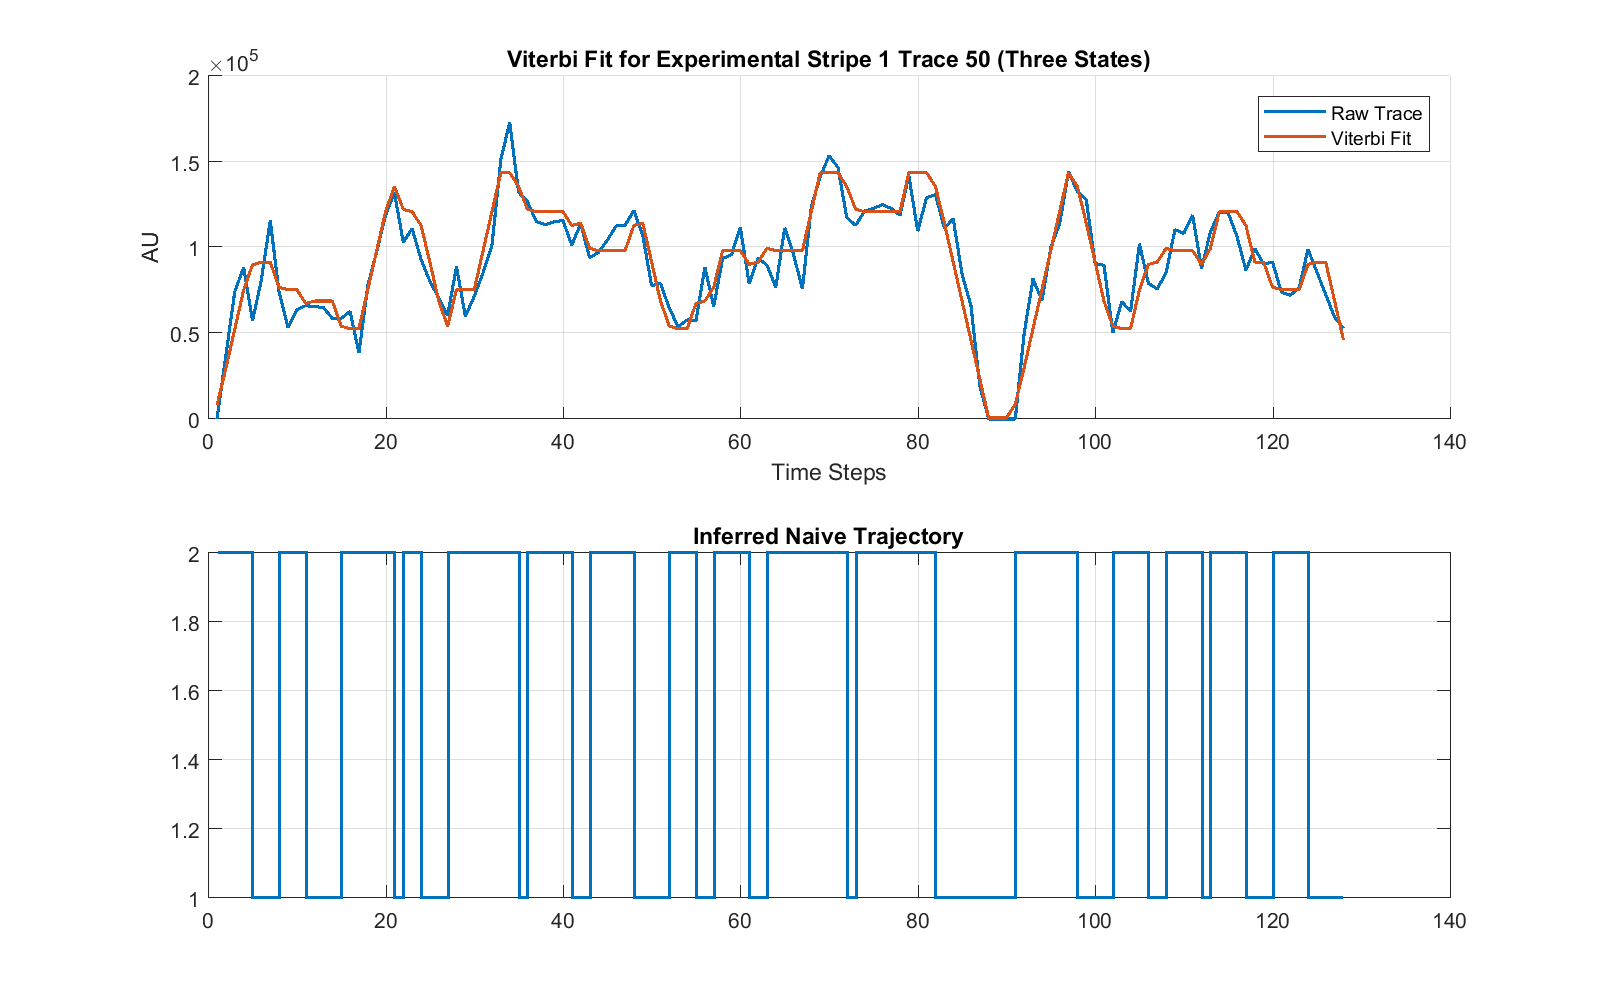 Viterbi Fit for Experimental Stripe 1 Trace 50 (Three States)
×10^5
2
1.5
1
0.5
0
AU
Raw Trace
Viterbi Fit
0 20 40 60 80 100 120 140
Time Steps
Inferred Naive Trajectory
2
1.8
1.6
1.4
1.2
1
0 20 40 60 80 100 120 140